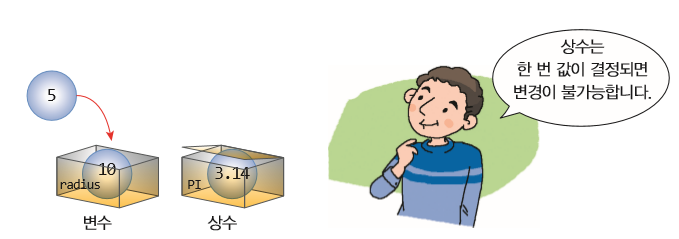 5
10
radius
변수
3.14
PI
상수
상수는
한 번 값이 결정되면
변경이 불가능합니다.